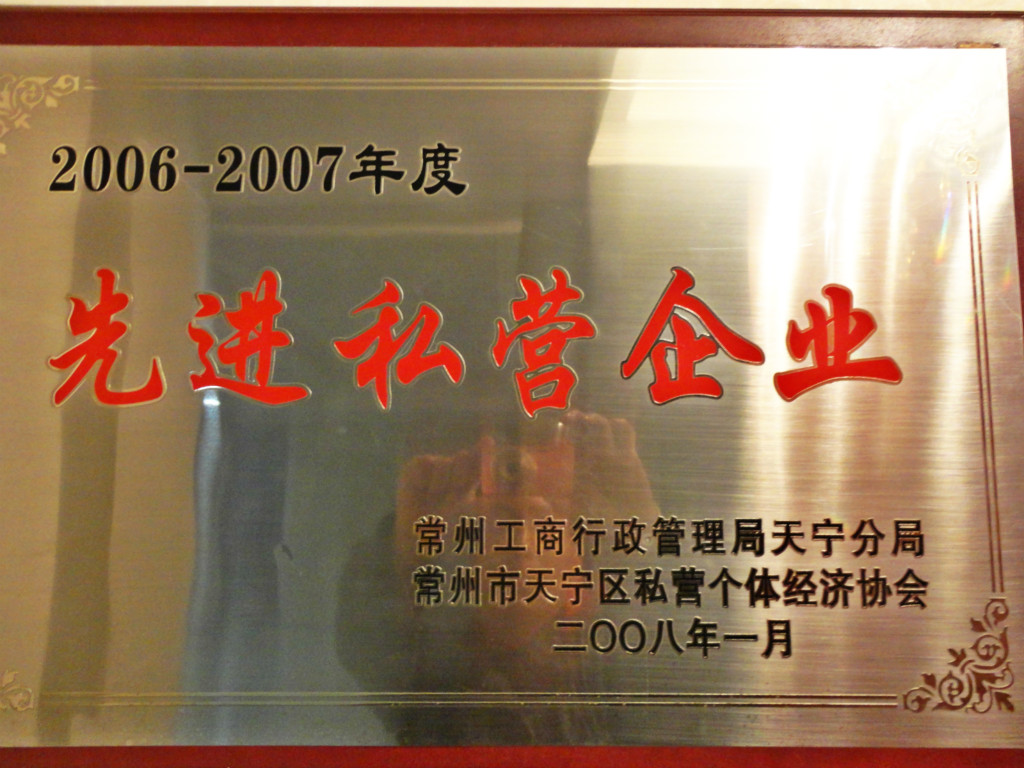 2006-2007年度
先进私营企业
常州工商行政管理局天宁分局
常州市天宁区私营个体经济协会
二〇〇八年一月